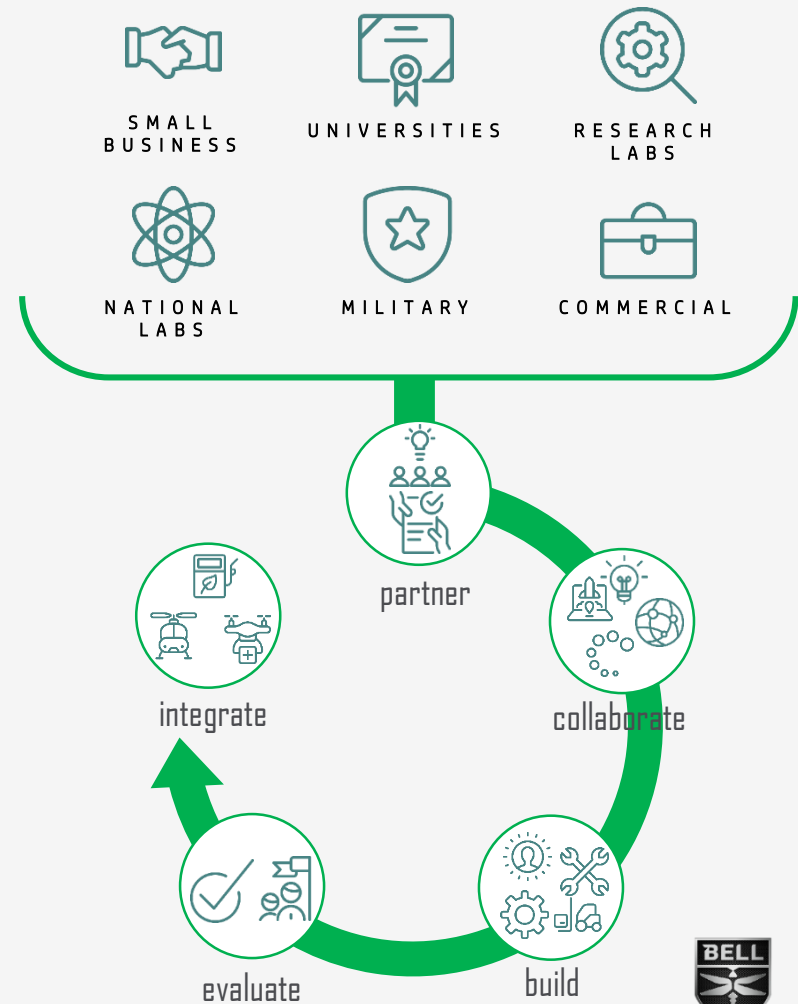 SMALL
BUSINESS
UNIVERSITIES
RESEARCH
LABS
NATIONAL
LABS
MILITARY
COMMERCIAL
partner
collaborate
build
evaluate
integrate
BELL